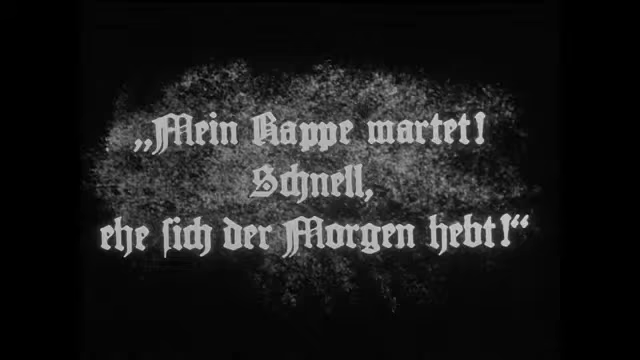 „Mein Rappe wartet!
Schnell,
ehe sich der Morgen hebt!“